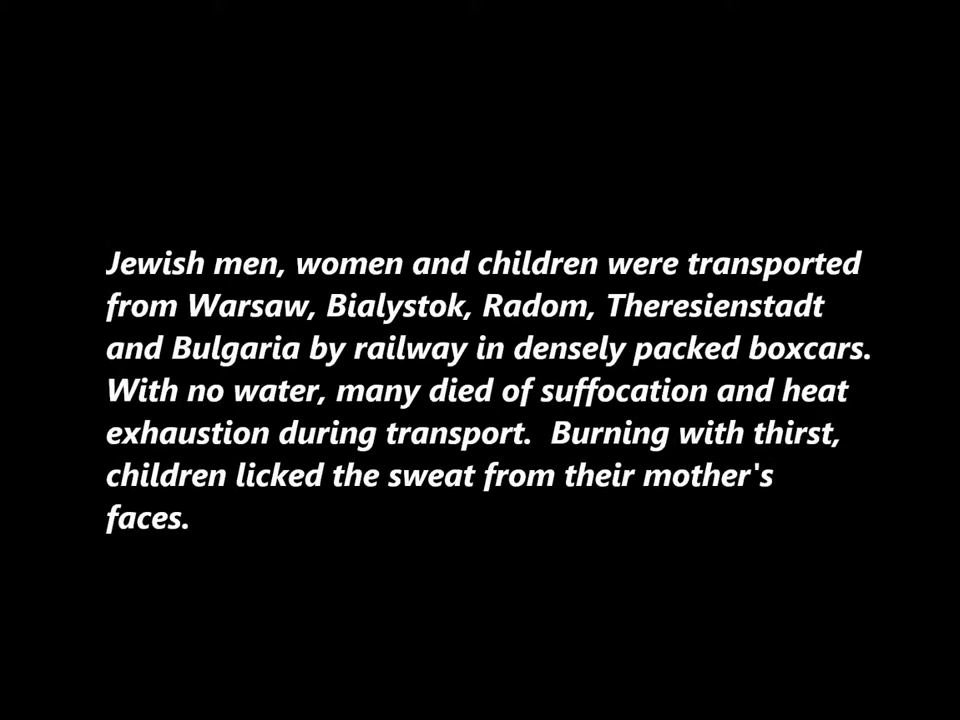 Jewish men, women and children were transported
from Warsaw, Bialystok, Radom, Theresienstadt
and Bulgaria by railway in densely packed boxcars.
With no water, many died of suffocation and heat
exhaustion during transport.  Burning with thirst,
children licked the sweat from their mother's
faces.